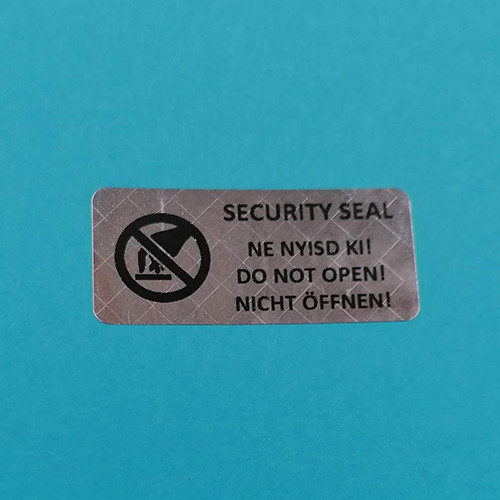 SECURITY SEAL
NE NYISD KI!
DO NOT OPEN!
NICHT ÖFFNEN!